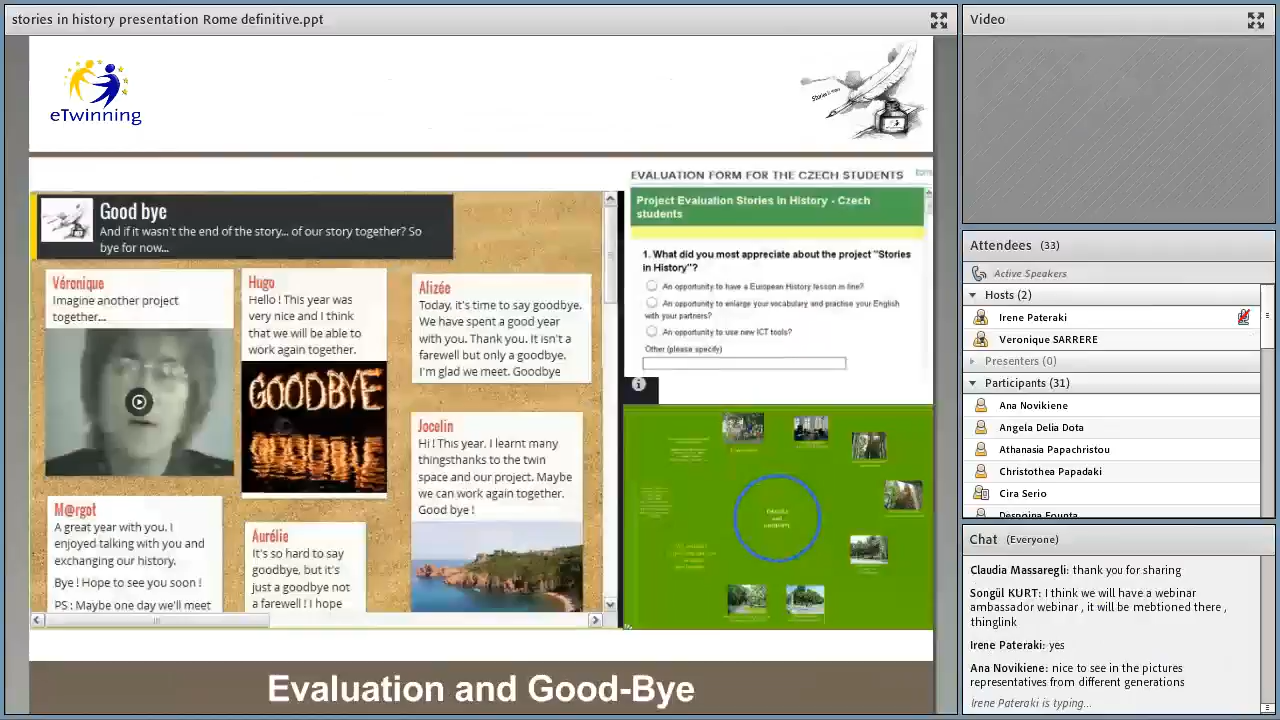 stories in history presentation Rome definitive.ppt
eTwinning
Good bye
And if it wasn't the end of the story... of our story together? So
bye for now...
Véronique
Imagine another project
together...
Hugo
Hello ! This year was
very nice and I think
that we will be able to
work again together.
GOODBYE
Alizée
Today, it's time to say goodbye.
We have spent a good year
with you. Thank you. It isn't a
farewell but only a goodbye.
I'm glad we meet. Goodbye
Jocelin
Hi ! This year, I learnt many
thingsthanks to the twin
space and our project. Maybe
we can work again together.
Good bye !
M@rgot
A great year with you. I
enjoyed talking with you and
exchanging our history.
Bye ! Hope to see you soon !
PS : Maybe one day we'll meet
Aurélie
It's so hard to say
goodbye, but it's
just a goodbye not
a farewell ! I hope
EVALUATION FORM FOR THE CZECH STUDENTS
Project Evaluation Stories in History - Czech
students
1. What did you most appreciate about the project "Stories
in History"?
An opportunity to have a European History lesson in line?
An opportunity to enlarge your vocabulary and practise your English
with your partners?
An opportunity to use new ICT tools?
Other (please specify)
Evaluation and Good-Bye
Video
Attendees (33)
Active Speakers
Hosts (2)
Irene Pateraki
Veronique SARRERE
Presenters (0)
Participants (31)
Ana Novikiene
Angela Delia Dota
Athanasia Papachristou
Christothea Papadaki
Cira Serio
Despoina Founta
Chat (Everyone)
Claudia Massaregli: thank you for sharing
Songül KURT: I think we will have a webinar
ambassador webinar , it will be mebtioned there ,
thinglink
Irene Pateraki: yes
Ana Novikiene: nice to see in the pictures
representatives from different generations
Irene Pateraki is typing...